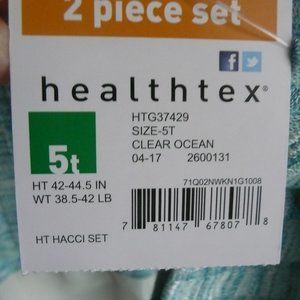 2 piece set
f
healthtex®
HTG37429
SIZE-5T
CLEAR OCEAN
04-17 2600131
5t
HT 42-44.5 IN
WT 38.5-42 LB
71Q02NWKN1G1008
7 81147 67807 8
HT HACCI SET